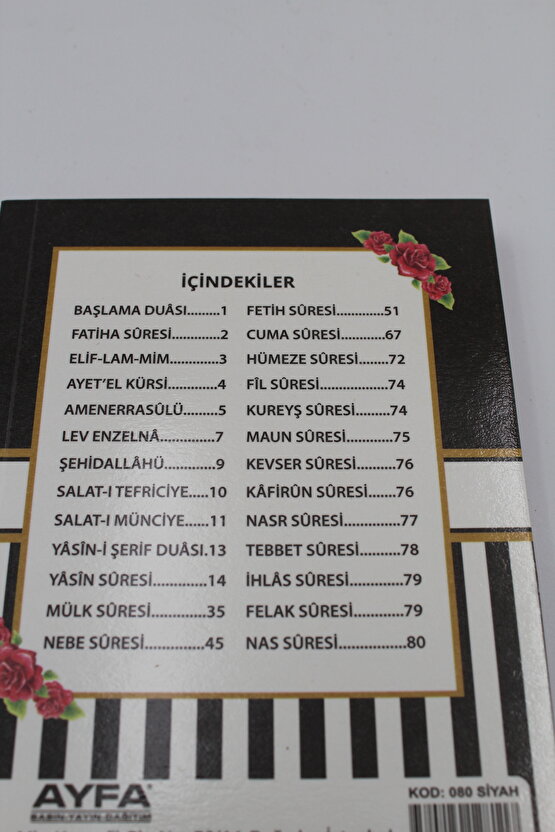 İÇİNDEKİLER
BAŞLAMA DUÂSI.........1
FATİHA SÛRESİ..............2
ELİF-LAM-MİM..............3
AYET'EL KÜRSİ..............4
AMENERRASÛLÜ..........5
LEV ENZELNÂ................7
ŞEHİDALLÂHÜ...............9
SALAT-I TEFRİCİYE.....10
SALAT-I MÜNCİYE.....11
YÂSÎN-İ ŞERİF DUÂSI.13
YÂSÎN SÛRESİ..............14
MÜLK SÛRESİ..............35
NEBE SÛRESİ...............45
FETİH SÛRESİ.............51
CUMA SÛRESİ............67
HÜMEZE SÛRESİ........72
FÎL SÛRESİ..................74
KUREYŞ SÛRESİ.........74
MAUN SÛRESİ............75
KEVSER SÛRESİ..........76
KÂFİRÛN SÛRESİ.......76
NASR SÛRESİ.............77
TEBBET SÛRESİ..........78
İHLÂS SÛRESİ.............79
FELAK SÛRESİ............79
NAS SÛRESİ.................80
AYFA®
BASIN-YAYIN-DAĞITIM
KOD: 080 SİYAH